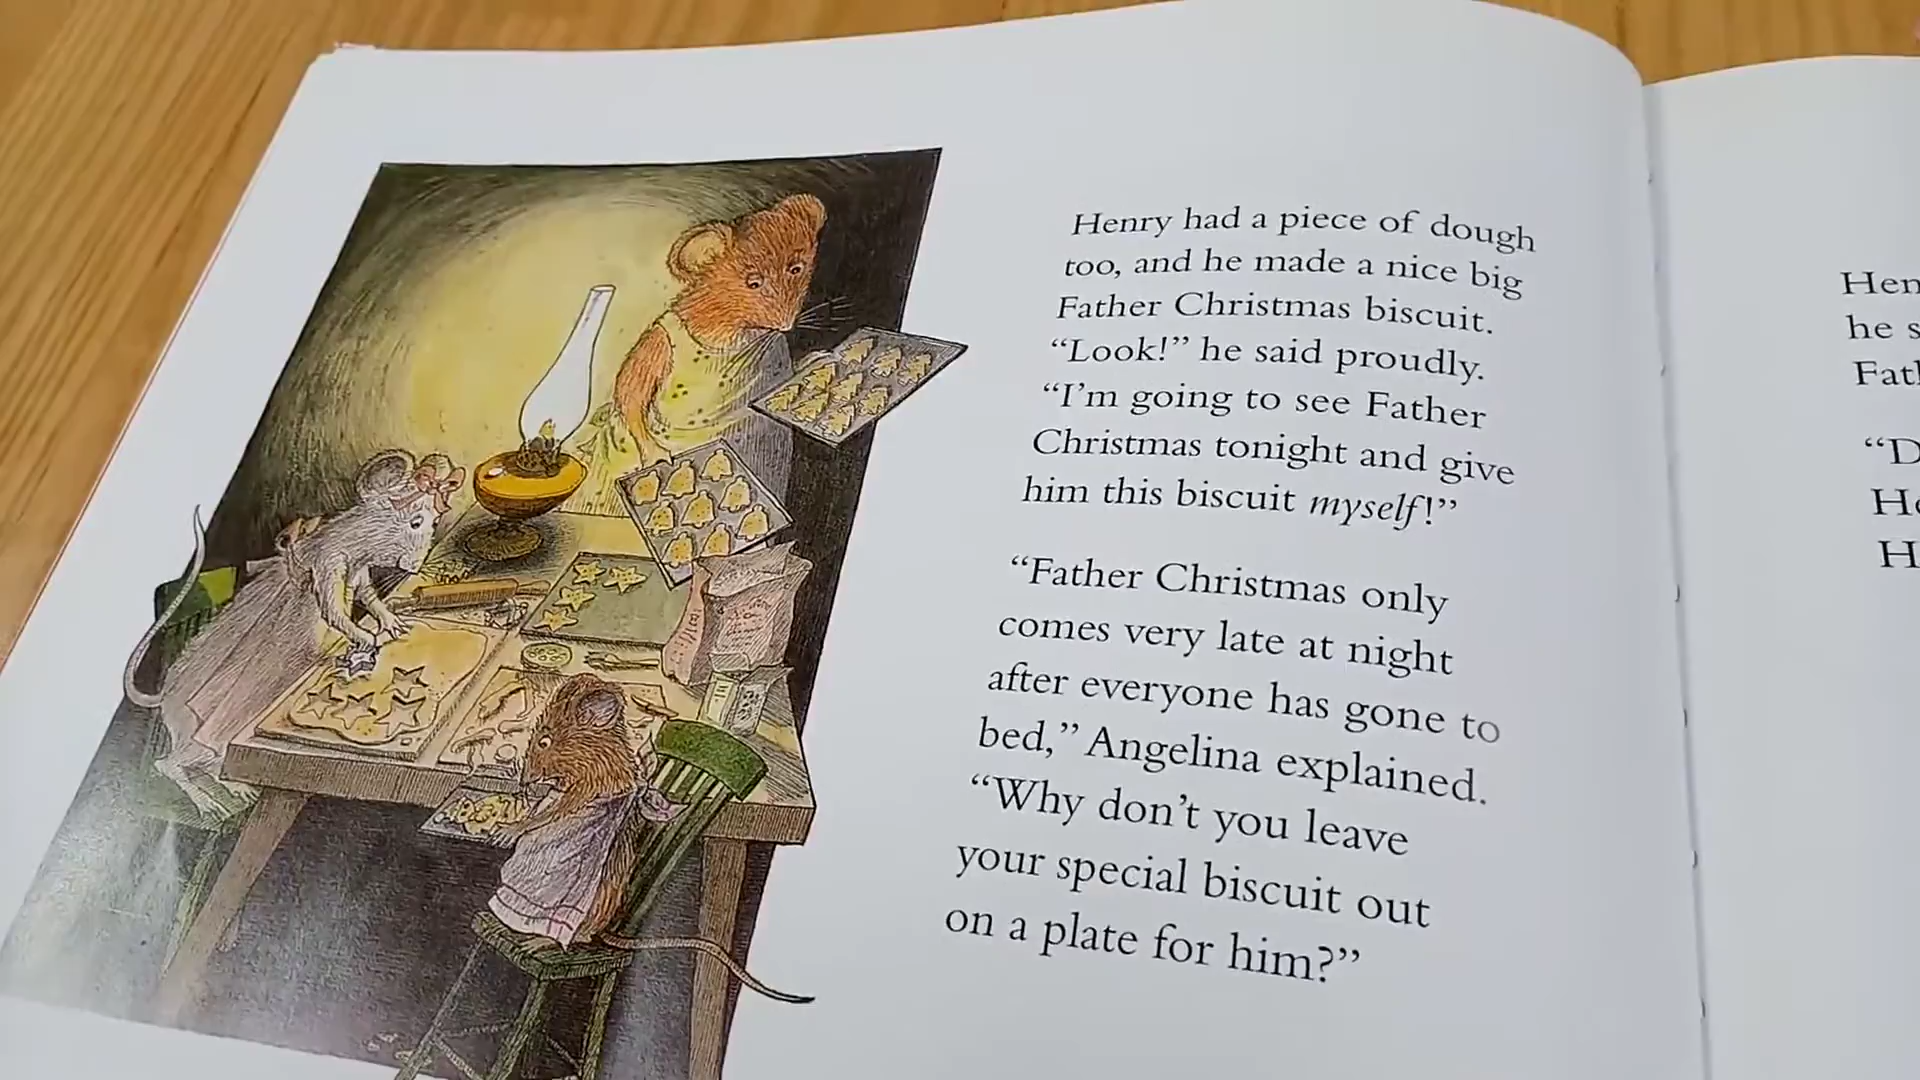 Henry had a piece of dough
too, and he made a nice big
Father Christmas biscuit.
“Look!” he said proudly.
“I’m going to see Father
Christmas tonight and give
him this biscuit myself!”
“Father Christmas only
comes very late at night
after everyone has gone to
bed,” Angelina explained.
“Why don’t you leave
your special biscuit out
on a plate for him?”
he s